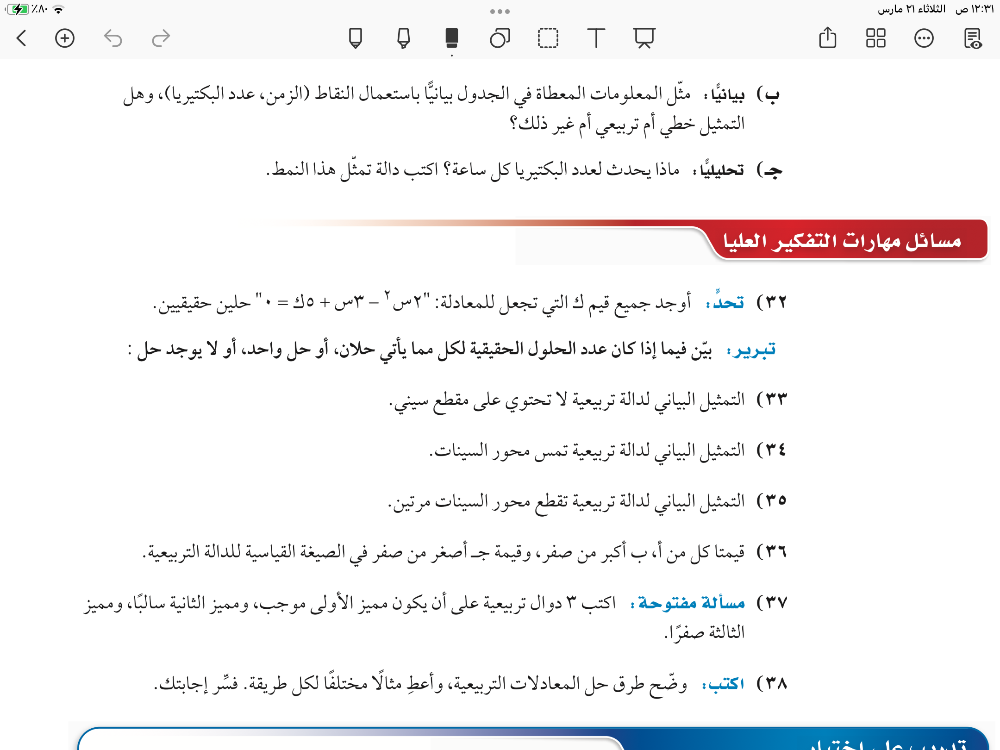 ١٢:٣١ ص الثلاثاء ٢١ مارس
٪٨٠
ب) بيانيًّا: مثّل المعلومات المعطاة في الجدول بيانيًّا باستعمال النقاط (الزمن، عدد البكتيريا)، وهل
التمثيل خطي أم تربيعي أم غير ذلك؟
جـ) تحليليًّا: ماذا يحدث لعدد البكتيريا كل ساعة؟ اكتب دالة تمثّل هذا النمط.
مسائل مهارات التفكير العليا
٣٢) تحدٍّ: أوجد جميع قيم ك التي تجعل للمعادلة: "٢س٢ – ٣س + ٥ك = ٠" حلين حقيقيين.
تبرير: بيّن فيما إذا كان عدد الحلول الحقيقية لكل مما يأتي حلان، أو حل واحد، أو لا يوجد حل :
٣٣) التمثيل البياني لدالة تربيعية لا تحتوي على مقطع سيني.
٣٤) التمثيل البياني لدالة تربيعية تمس محور السينات.
٣٥) التمثيل البياني لدالة تربيعية تقطع محور السينات مرتين.
٣٦) قيمتا كل من أ، ب أكبر من صفر، وقيمة جـ أصغر من صفر في الصيغة القياسية للدالة التربيعية.
٣٧) مسألة مفتوحة: اكتب ٣ دوال تربيعية على أن يكون مميز الأولى موجب، ومميز الثانية سالبًا، ومميز
الثالثة صفرًا.
٣٨) اكتب: وضّح طرق حل المعادلات التربيعية، وأعطِ مثالًا مختلفًا لكل طريقة. فسِّر إجابتك.
تدريب على اختبار